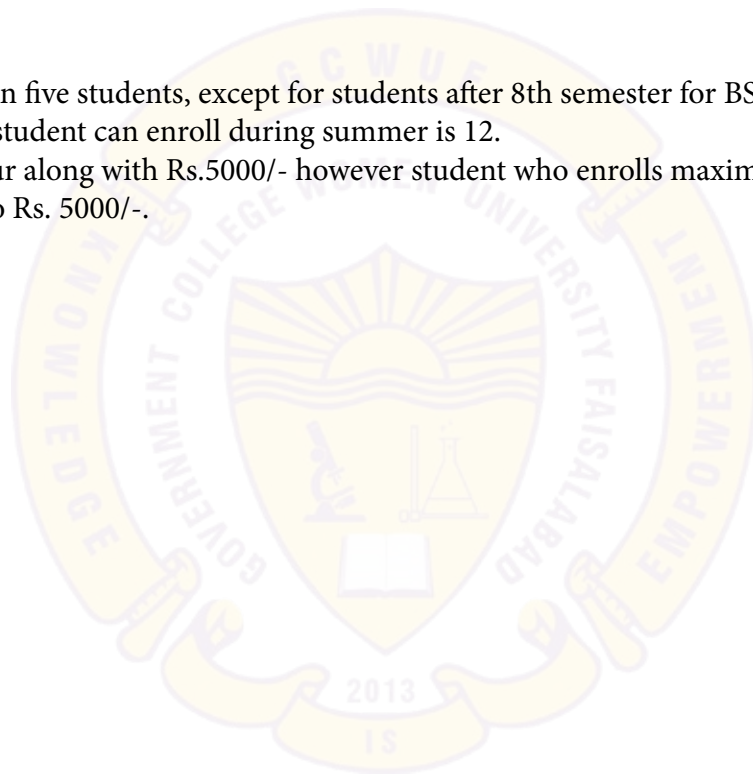 n five students, except for students after 8th semester for BS
student can enroll during summer is 12.
ur along with Rs.5000/- however student who enrolls maxim
o Rs. 5000/-.
GCWUF
GOVERNMENT COLLEGE WOMEN UNIVERSITY FAISALABAD
KNOWLEDGE
EMPOWERMENT
2013
IS